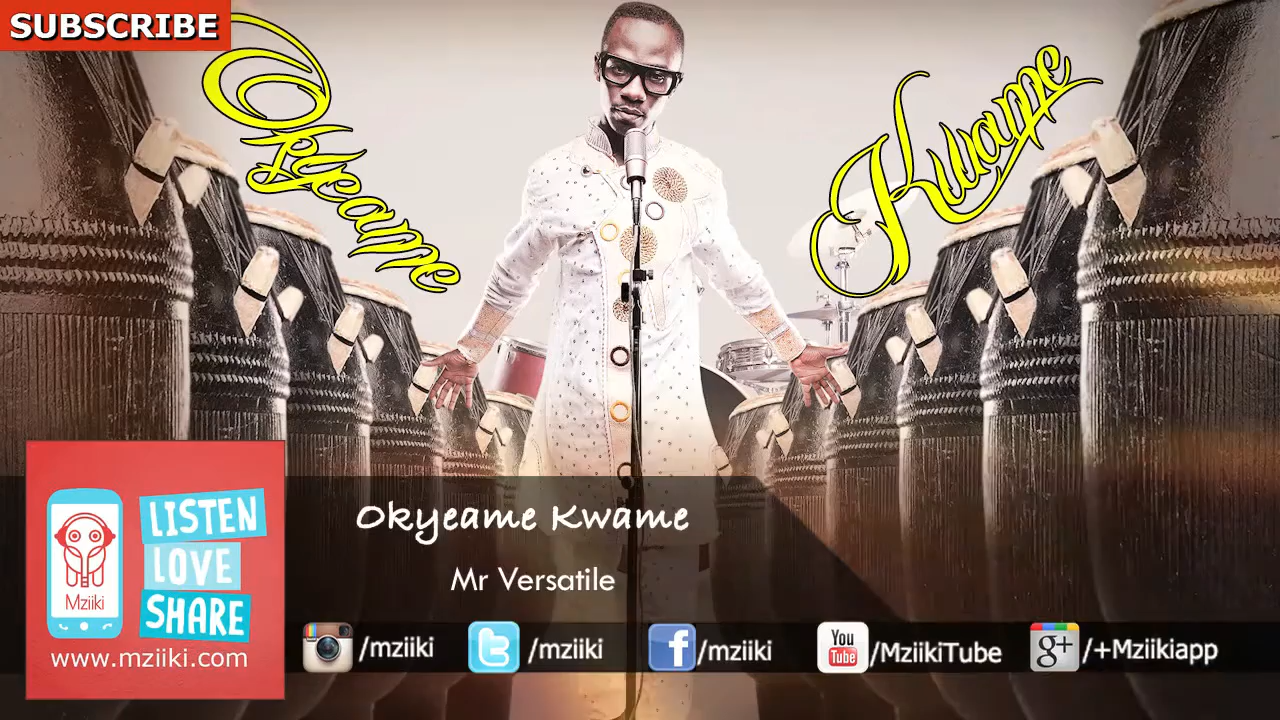 SUBSCRIBE
Okyeame
Kwame
Okyeame Kwame
Mr Versatile
LISTEN
LOVE
SHARE
Mziiki
www.mziiki.com
/mziiki
/mziiki
/mziiki
You
Tube
/MziikiTube
g+
/+Mziikiapp